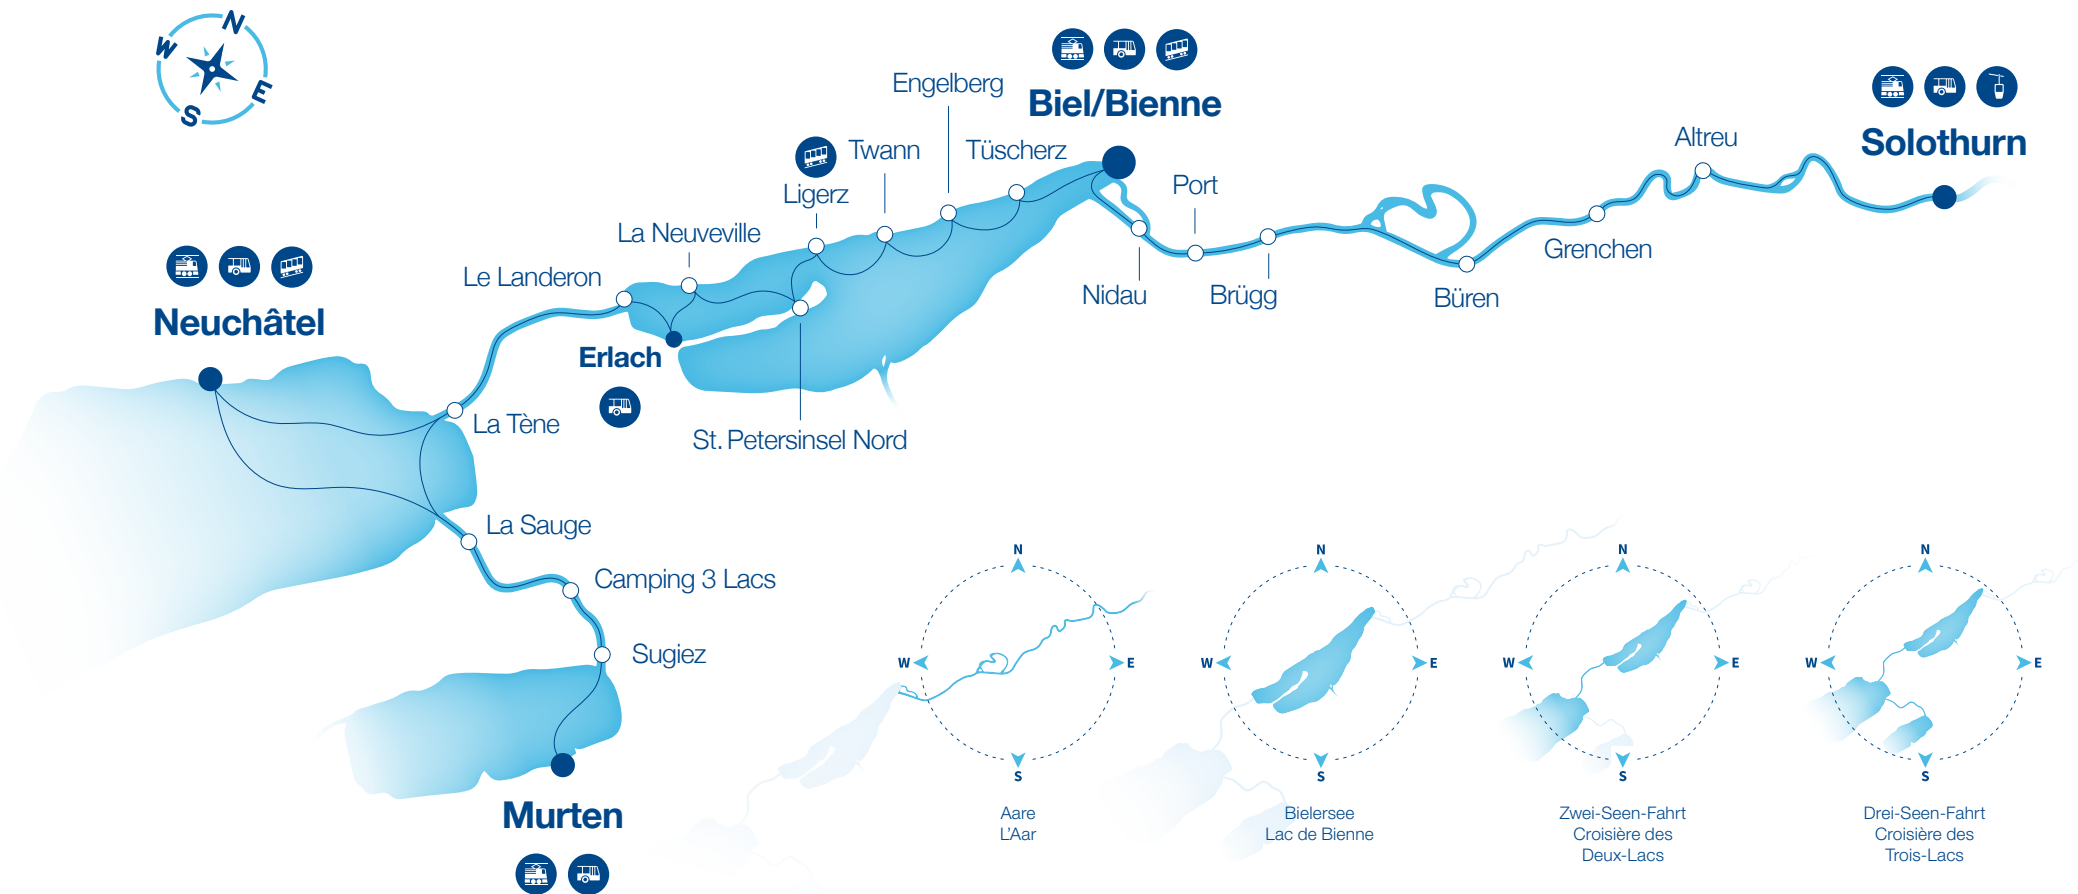 N
W
E
S
Engelberg
Biel/Bienne
Solothurn
Altreu
Twann
Tüscherz
Ligerz
Port
La Neuveville
Le Landeron
Grenchen
Nidau
Brügg
Büren
Neuchâtel
Erlach
La Tène
St. Petersinsel Nord
La Sauge
Camping 3 Lacs
Sugiez
Murten
N
W
E
S
Aare
L'Aar
N
W
E
S
Bielersee
Lac de Bienne
N
W
E
S
Zwei-Seen-Fahrt
Croisière des
Deux-Lacs
N
W
E
S
Drei-Seen-Fahrt
Croisière des
Trois-Lacs